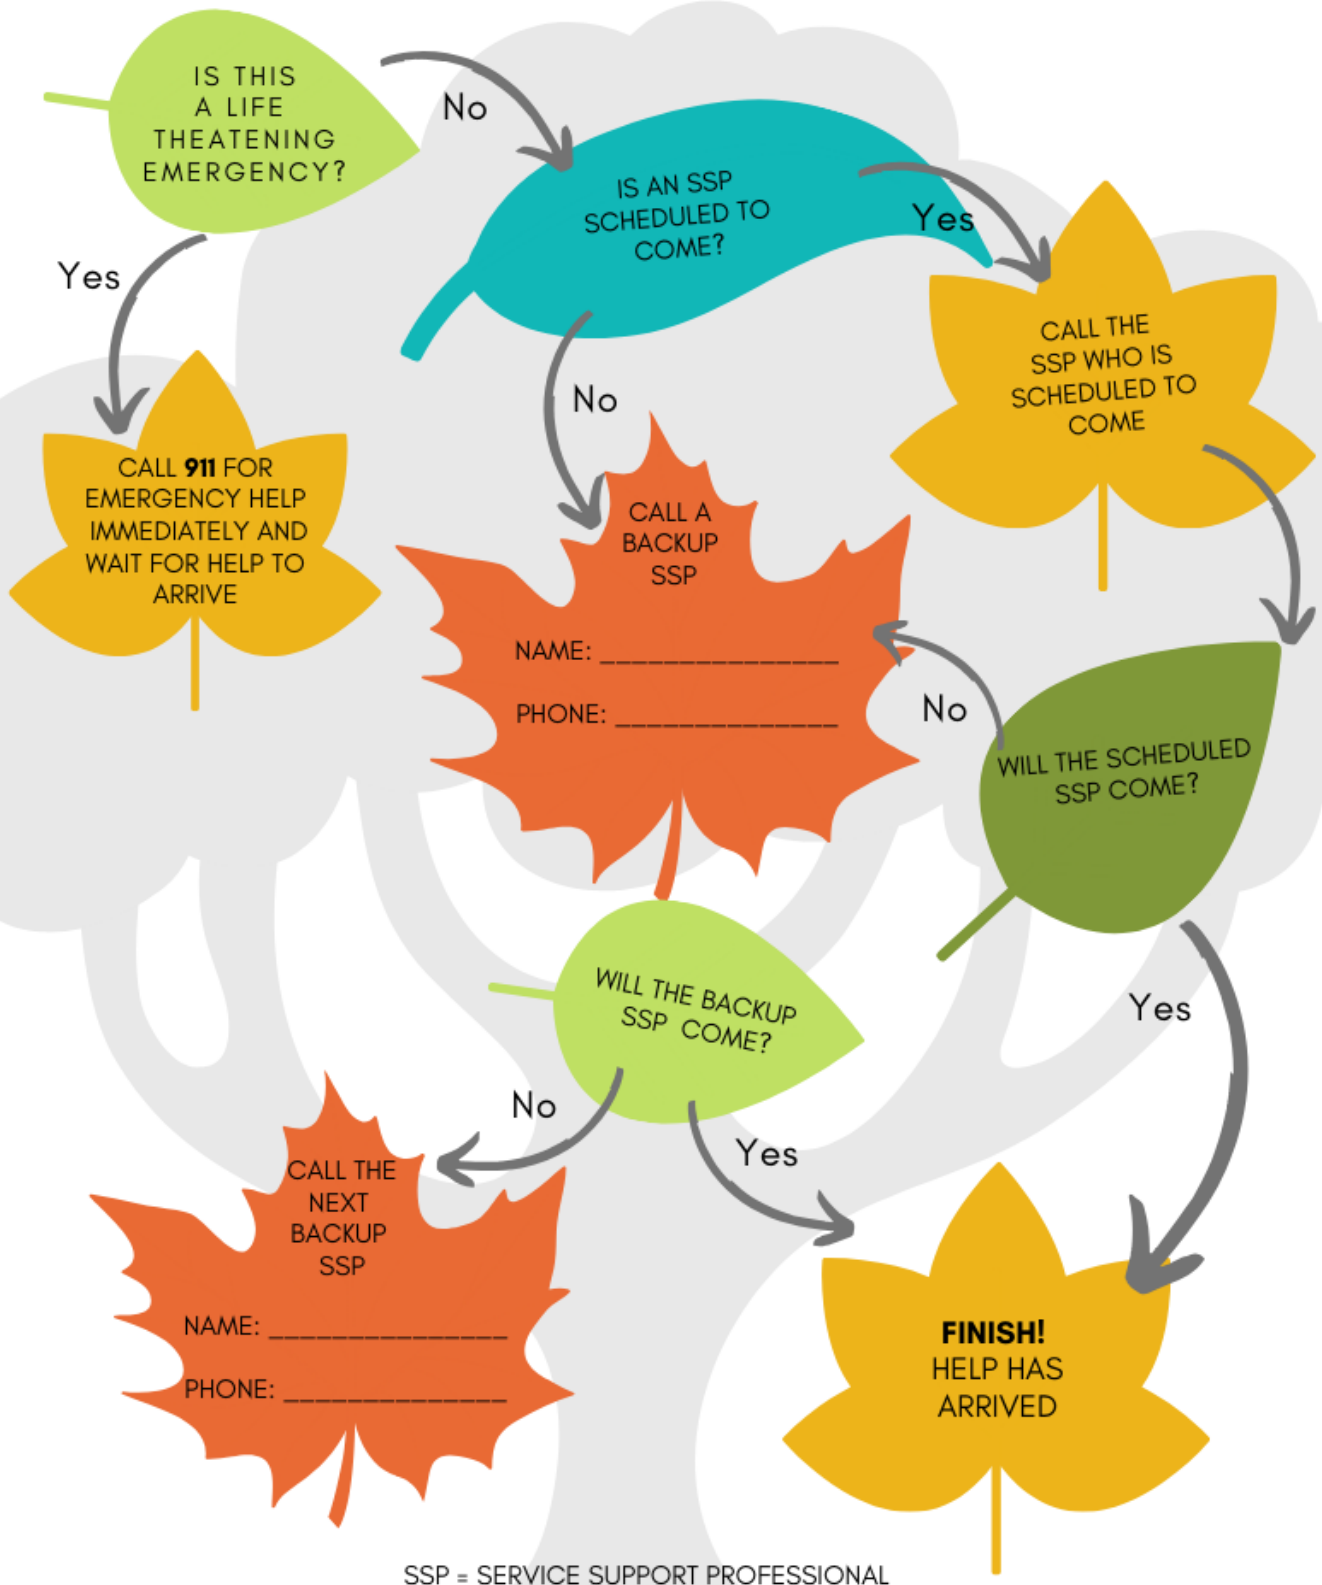 IS THIS
A LIFE
THEATENING
EMERGENCY?
No
Yes
IS AN SSP
SCHEDULED TO
COME?
Yes
No
CALL THE
SSP WHO IS
SCHEDULED TO
COME
CALL 911 FOR
EMERGENCY HELP
IMMEDIATELY AND
WAIT FOR HELP TO
ARRIVE
CALL A
BACKUP
SSP
NAME: _______________
PHONE: ______________
No
WILL THE SCHEDULED
SSP COME?
Yes
WILL THE BACKUP
SSP COME?
No
Yes
CALL THE
NEXT
BACKUP
SSP
NAME: _______________
PHONE: ______________
FINISH!
HELP HAS
ARRIVED
SSP = SERVICE SUPPORT PROFESSIONAL